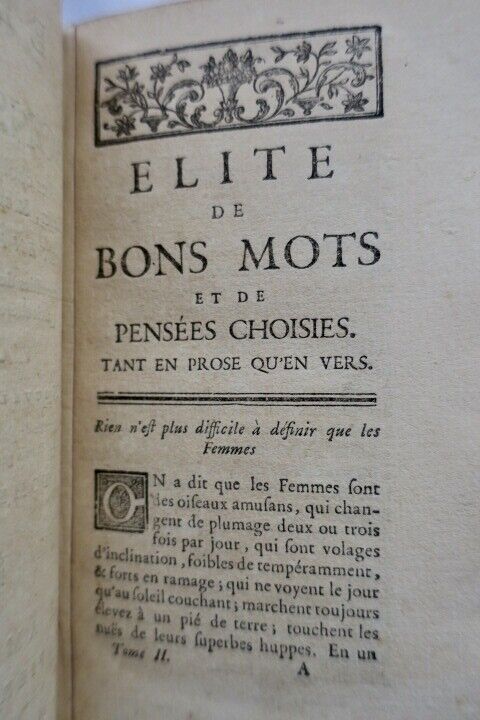 ELITE
DE
BONS MOTS
ET DE
PENSÉES CHOISIES.
TANT EN PROSE QU'EN VERS.
Rien n'eſt plus difficile à définir que les
Femmes
ON a dit que les Femmes ſont
des oiſeaux amuſans, qui chan-
gent de plumage deux ou trois
fois par jour, qui sont volages
d'inclination, foibles de tempéramment,
& forts en ramage; qui ne voyent le jour
qu'au ſoleil couchant; marchent toujours
élevez à un pié de terre; touchent les
nuës de leurs ſuperbes huppes. En un
Tome II.
A